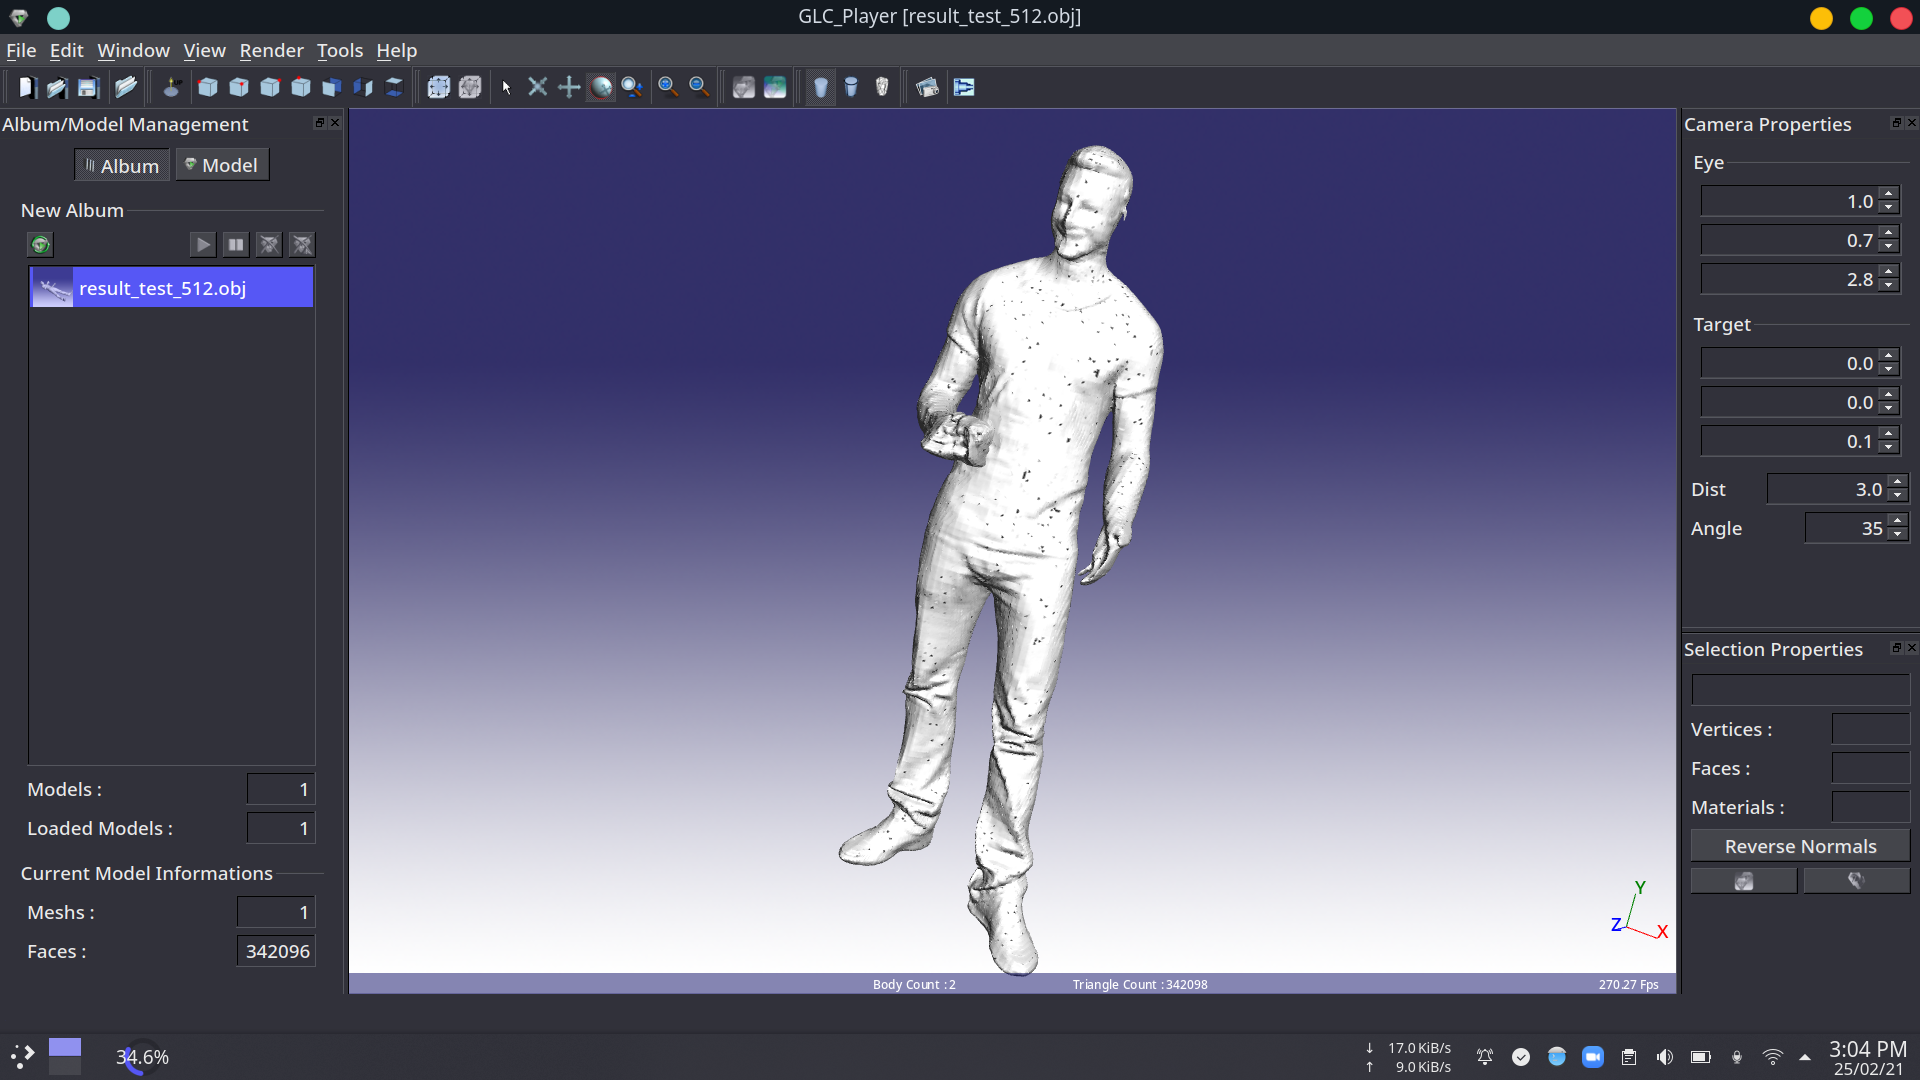 GLC_Player [result_test_512.obj]
File Edit Window View Render Tools Help
Album/Model Management
Album Model
New Album
result_test_512.obj
Models : 1
Loaded Models : 1
Current Model Informations
Meshs : 1
Faces : 342096
Y
Z
X
Body Count : 2 Triangle Count : 342098 270.27 Fps
Camera Properties
Eye
1.0
0.7
2.8
Target
0.0
0.0
0.1
Dist 3.0
Angle 35
Selection Properties
Vertices :
Faces :
Materials :
Reverse Normals
34.6%
↓ 17.0 KiB/s
↑ 9.0 KiB/s
3:04 PM
25/02/21